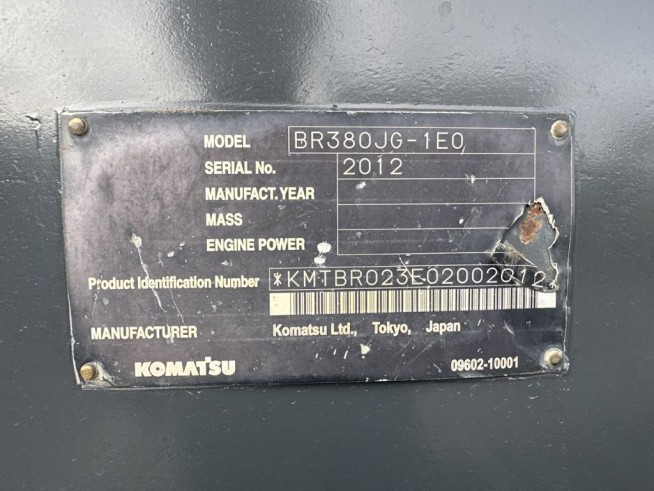 MODEL BR380JG-1E0
SERIAL No. 2012
MANUFACT. YEAR
MASS
ENGINE POWER
Product Identification Number *KMTBR023E02002012*
MANUFACTURER Komatsu Ltd., Tokyo, Japan
KOMATSU 09602-10001